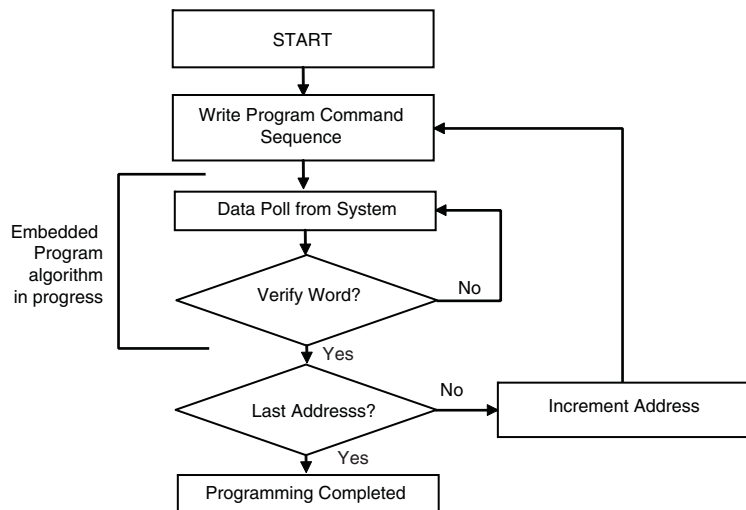 START
Write Program Command
Sequence
Data Poll from System
Embedded
Program
algorithm
in progress
Verify Word?
No
Yes
Last Addresss?
No
Increment Address
Yes
Programming Completed